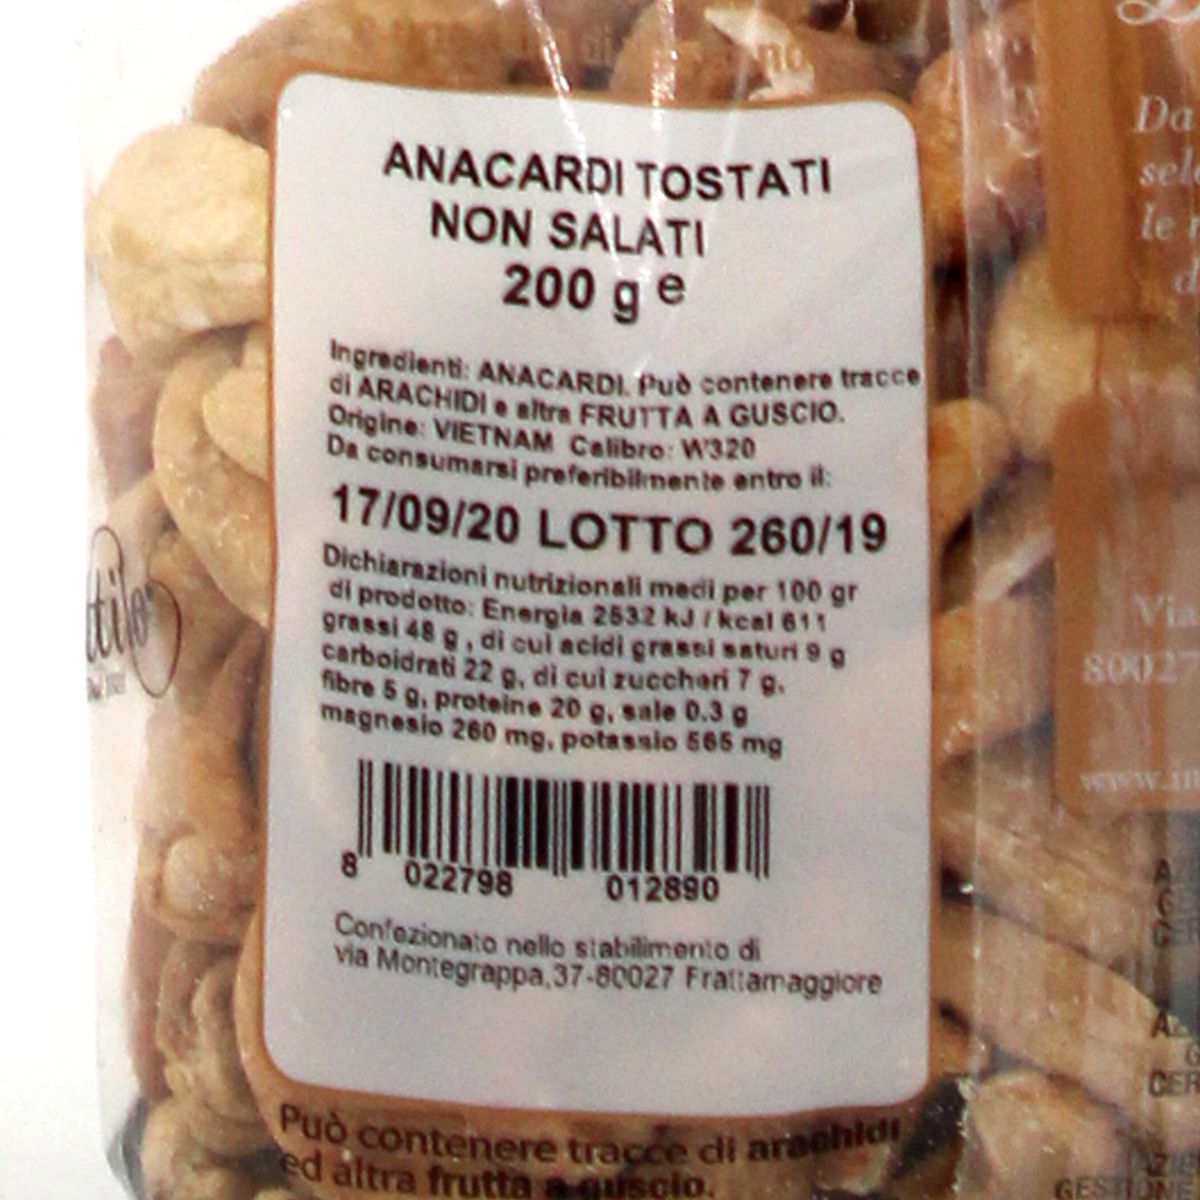 ANACARDI TOSTATI
NON SALATI
200 g e
Ingredienti: ANACARDI. Può contenere tracce
di ARACHIDI e altra FRUTTA A GUSCIO.
Origine: VIETNAM Calibro: W320
Da consumarsi preferibilmente entro il:
17/09/20 LOTTO 260/19
Dichiarazioni nutrizionali medi per 100 gr
di prodotto: Energia 2532 kJ / kcal 611
grassi 48 g, di cui acidi grassi saturi 9 g
carboidrati 22 g, di cui zuccheri 7 g.
fibre 5 g, proteine 20 g, sale 0.3 g
magnesio 260 mg, potassio 565 mg
8 022798 012890
Confezionato nello stabilimento di
via Montegrappa,37-80027 Frattamaggiore
Può contenere tracce di arachidi
ed altra frutta a guscio.
Da
le
Via
80027